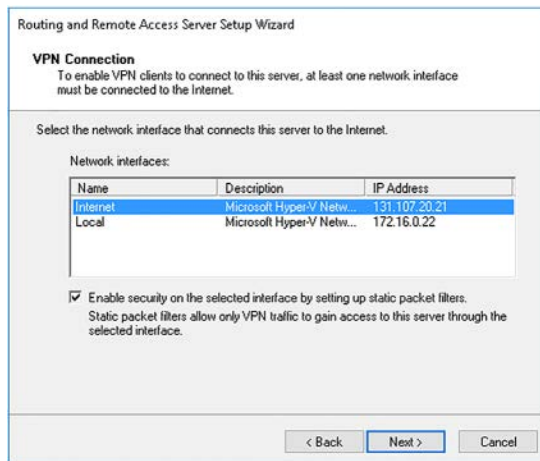 Routing and Remote Access Server Setup Wizard
VPN Connection
To enable VPN clients to connect to this server, at least one network interface
must be connected to the Internet.
Select the network interface that connects this server to the Internet.
Network interfaces:
Name Description IP Address
Internet Microsoft Hyper-V Netw... 131.107.20.21
Local Microsoft Hyper-V Netw... 172.16.0.22
Enable security on the selected interface by setting up static packet filters.
Static packet filters allow only VPN traffic to gain access to this server through the
selected interface.
< Back Next > Cancel